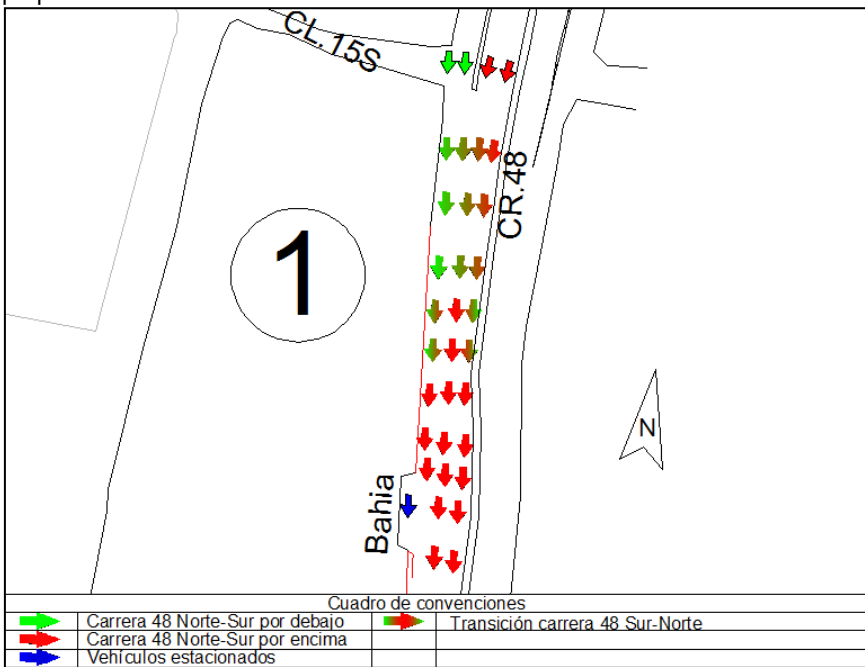 CL.15S
CR.48
1
N
Bahia
Cuadro de convenciones
Carrera 48 Norte-Sur por debajo
Transición carrera 48 Sur-Norte
Carrera 48 Norte-Sur por encima
Vehículos estacionados